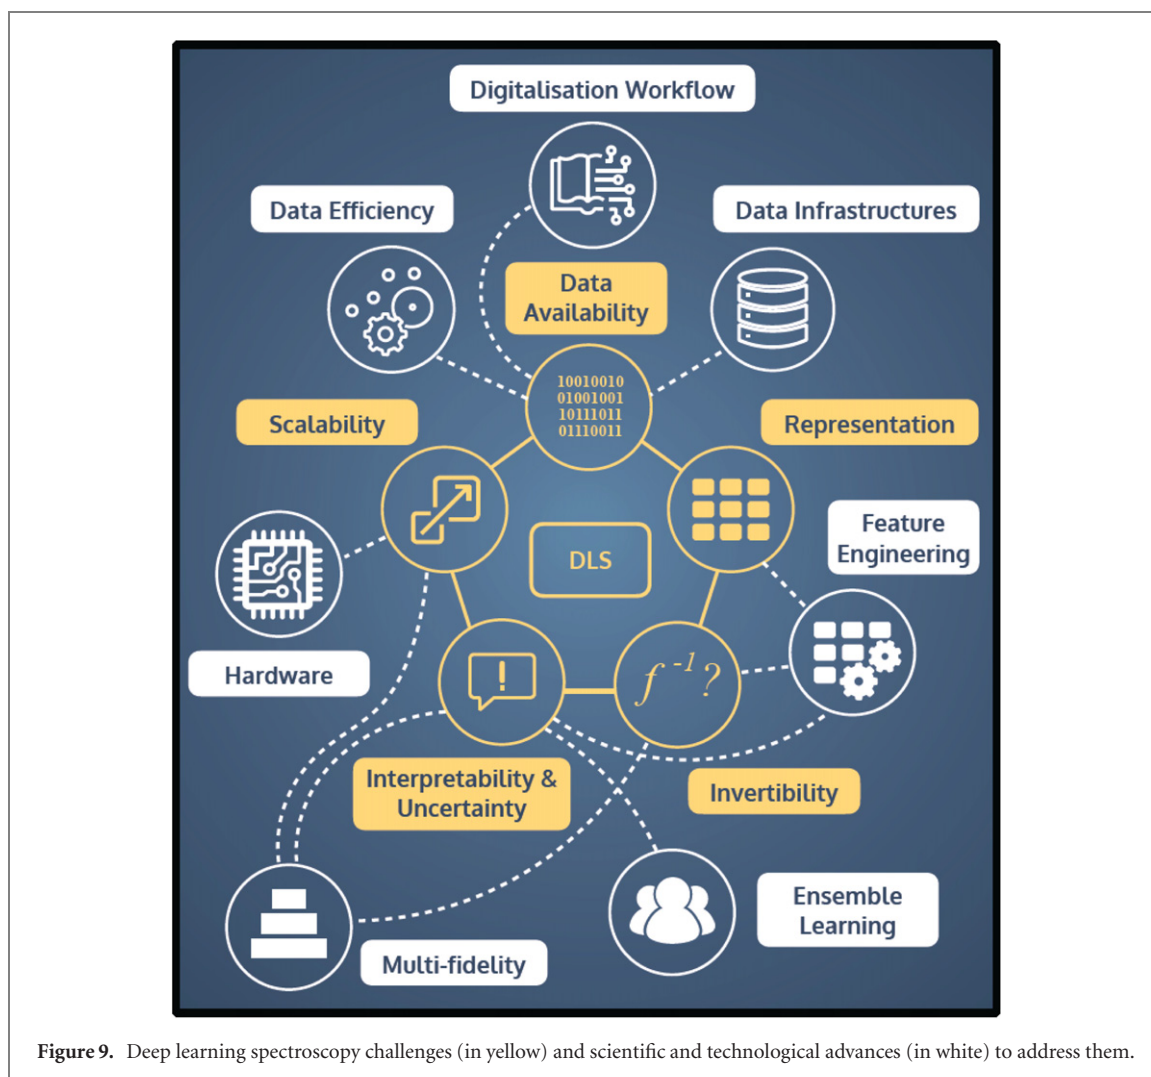 Digitalisation Workflow
Data Efficiency
Data Infrastructures
Data
Availability
10010010
01001001
10111011
01110011
Scalability
Representation
DLS
Feature
Engineering
Hardware
!
f⁻¹?
Interpretability &
Uncertainty
Invertibility
Ensemble
Learning
Multi-fidelity
Figure 9. Deep learning spectroscopy challenges (in yellow) and scientific and technological advances (in white) to address them.